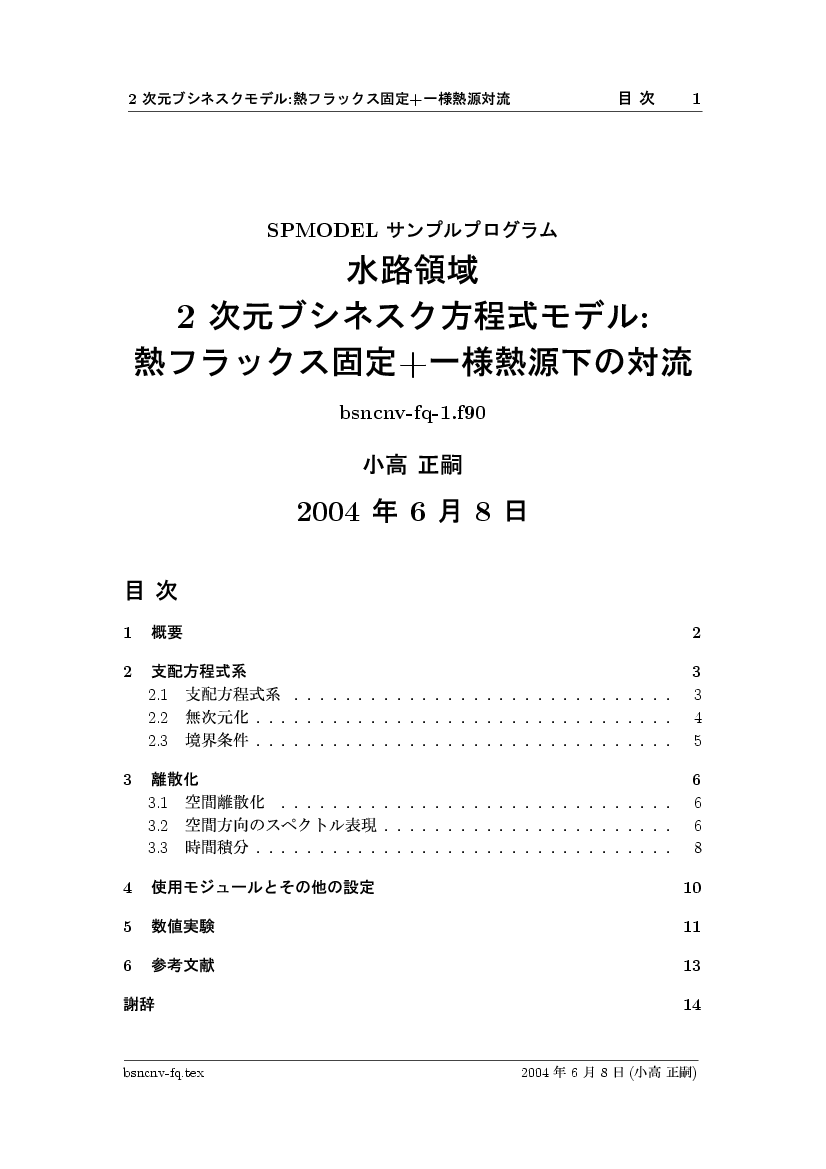 2 次元ブシネスクモデル:熱フラックス固定+一様熱源対流 目 次 1
SPMODEL サンプルプログラム
水路領域
2 次元ブシネスク方程式モデル:
熱フラックス固定+一様熱源下の対流
bsncnv-fq-1.f90
小高 正嗣
2004 年 6 月 8 日
目 次
1 概要 2
2 支配方程式系 3
2.1 支配方程式系 . . . . . . . . . . . . . . . . . . . . . . . . . . . . . . 3
2.2 無次元化 . . . . . . . . . . . . . . . . . . . . . . . . . . . . . . . . . 4
2.3 境界条件 . . . . . . . . . . . . . . . . . . . . . . . . . . . . . . . . . 5
3 離散化 6
3.1 空間離散化 . . . . . . . . . . . . . . . . . . . . . . . . . . . . . . . 6
3.2 空間方向のスペクトル表現 . . . . . . . . . . . . . . . . . . . . . . . 6
3.3 時間積分 . . . . . . . . . . . . . . . . . . . . . . . . . . . . . . . . . 8
4 使用モジュールとその他の設定 10
5 数値実験 11
6 参考文献 13
謝辞 14
bsncnv-fq.tex 2004 年 6 月 8 日 (小高 正嗣)